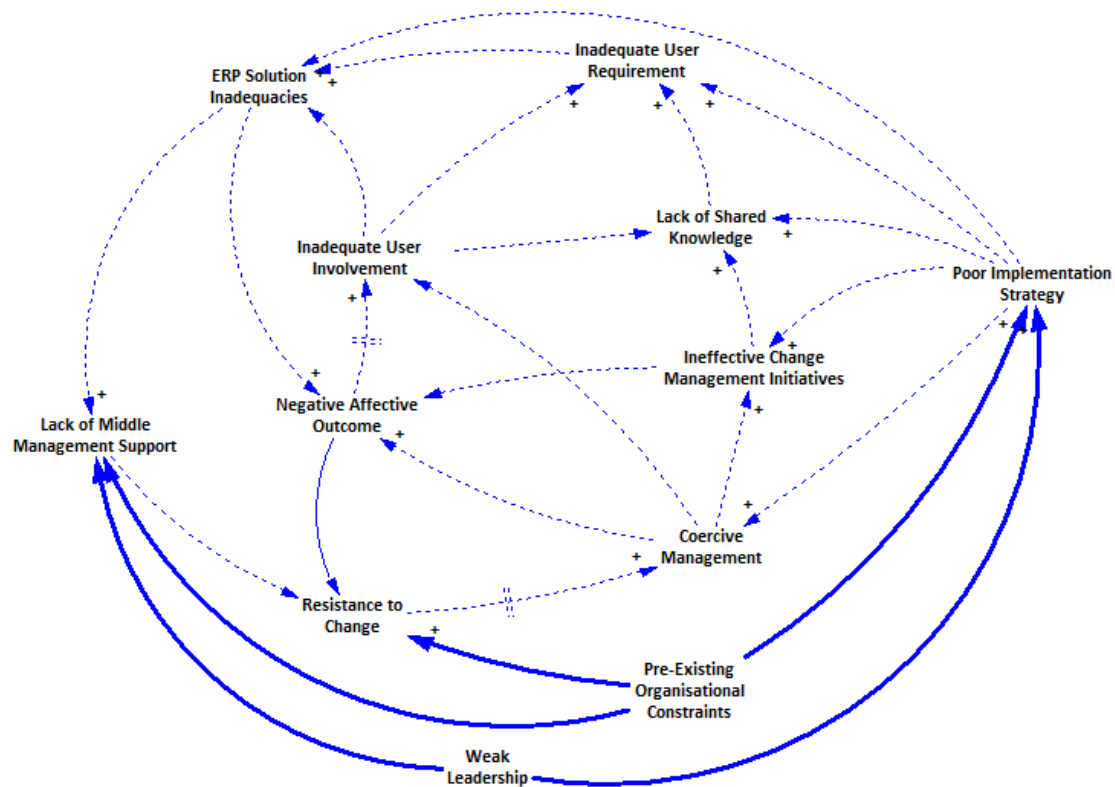 Inadequate User
Requirement
ERP Solution
Inadequacies
+
+
+
+
+
Lack of Shared
Knowledge
+
Inadequate User
Involvement
+
Poor Implementation
Strategy
+
+
+
+
Ineffective Change
Management Initiatives
+
+
Negative Affective
Outcome
+
+
+
Lack of Middle
Management Support
+
Coercive
Management
+
Resistance to
Change
+
Pre-Existing
Organisational
Constraints
Weak
Leadership